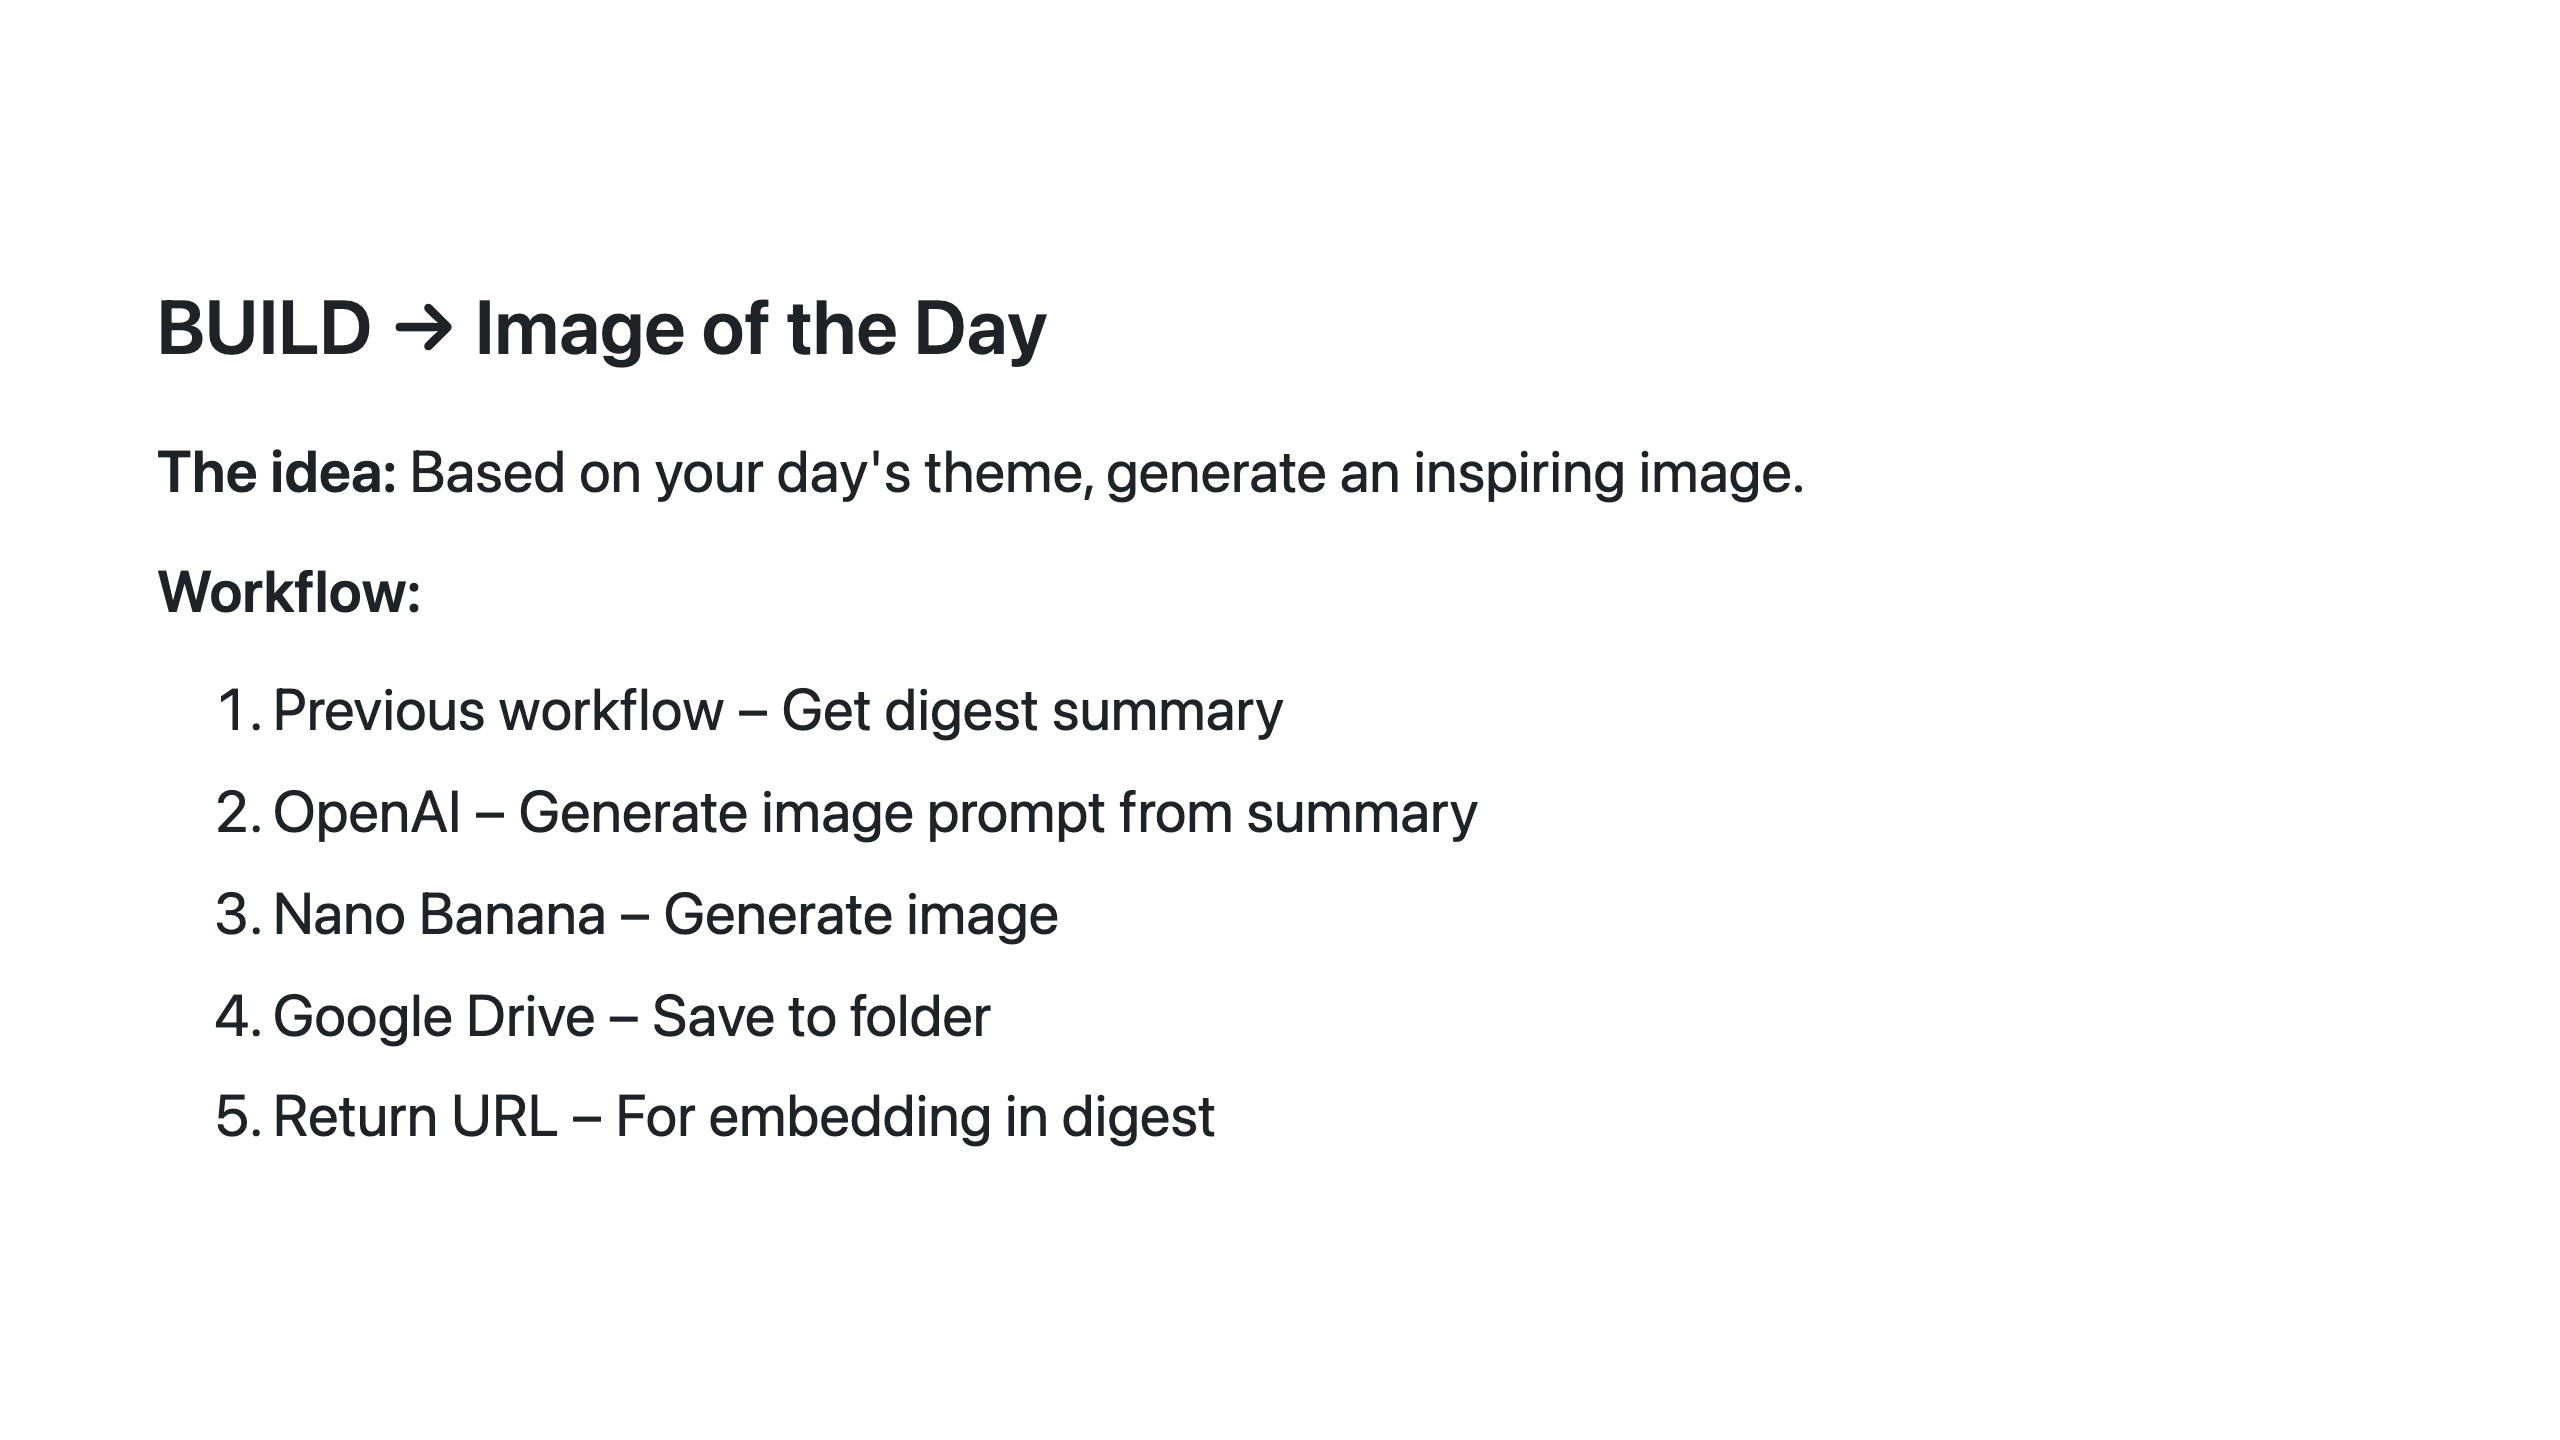 BUILD → Image of the Day
The idea: Based on your day's theme, generate an inspiring image.
Workflow:
1. Previous workflow – Get digest summary
2. OpenAI – Generate image prompt from summary
3. Nano Banana – Generate image
4. Google Drive – Save to folder
5. Return URL – For embedding in digest